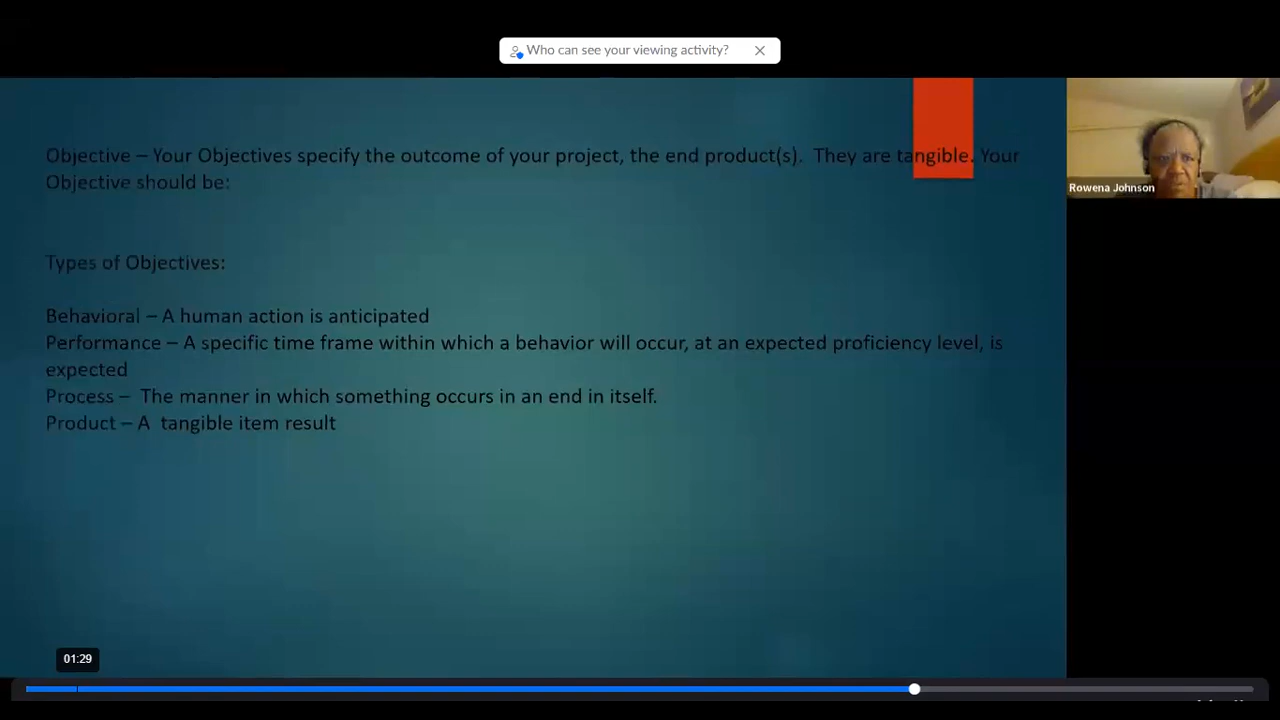 Who can see your viewing activity?
Objective – Your Objectives specify the outcome of your project, the end product(s).  They are tangible. Your
Objective should be:
Types of Objectives:
Behavioral – A human action is anticipated
Performance – A specific time frame within which a behavior will occur, at an expected proficiency level, is
expected
Process –  The manner in which something occurs in an end in itself.
Product – A  tangible item result
Rowena Johnson
01:29